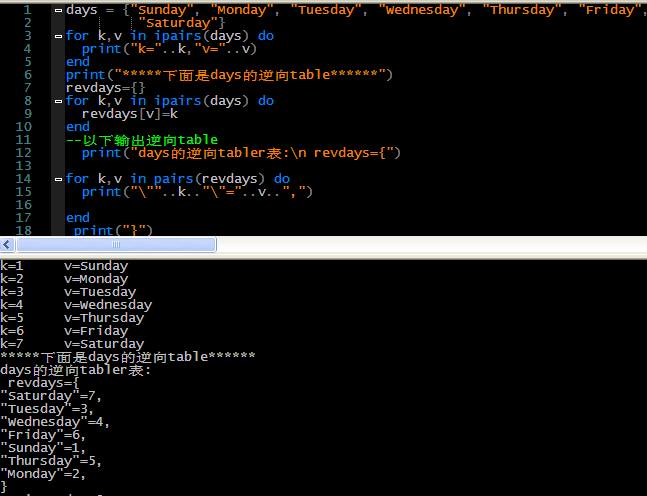 1 days = {"Sunday", "Monday", "Tuesday", "Wednesday", "Thursday", "Friday",
2 "Saturday"}
3 for k,v in ipairs(days) do
4 print("k="..k,"v="..v)
5 end
6 print("*****下面是days的逆向table******")
7 revdays={}
8 for k,v in ipairs(days) do
9 revdays[v]=k
10 end
11 --以下输出逆向table
12 print("days的逆向tabler表:\n revdays={")
13
14 for k,v in pairs(revdays) do
15 print("\""..k.."\"="..v..",")
16
17 end
18 print("}")
k=1 v=Sunday
k=2 v=Monday
k=3 v=Tuesday
k=4 v=Wednesday
k=5 v=Thursday
k=6 v=Friday
k=7 v=Saturday
*****下面是days的逆向table******
days的逆向tabler表:
revdays={
"Saturday"=7,
"Tuesday"=3,
"Wednesday"=4,
"Friday"=6,
"Sunday"=1,
"Thursday"=5,
"Monday"=2,
}